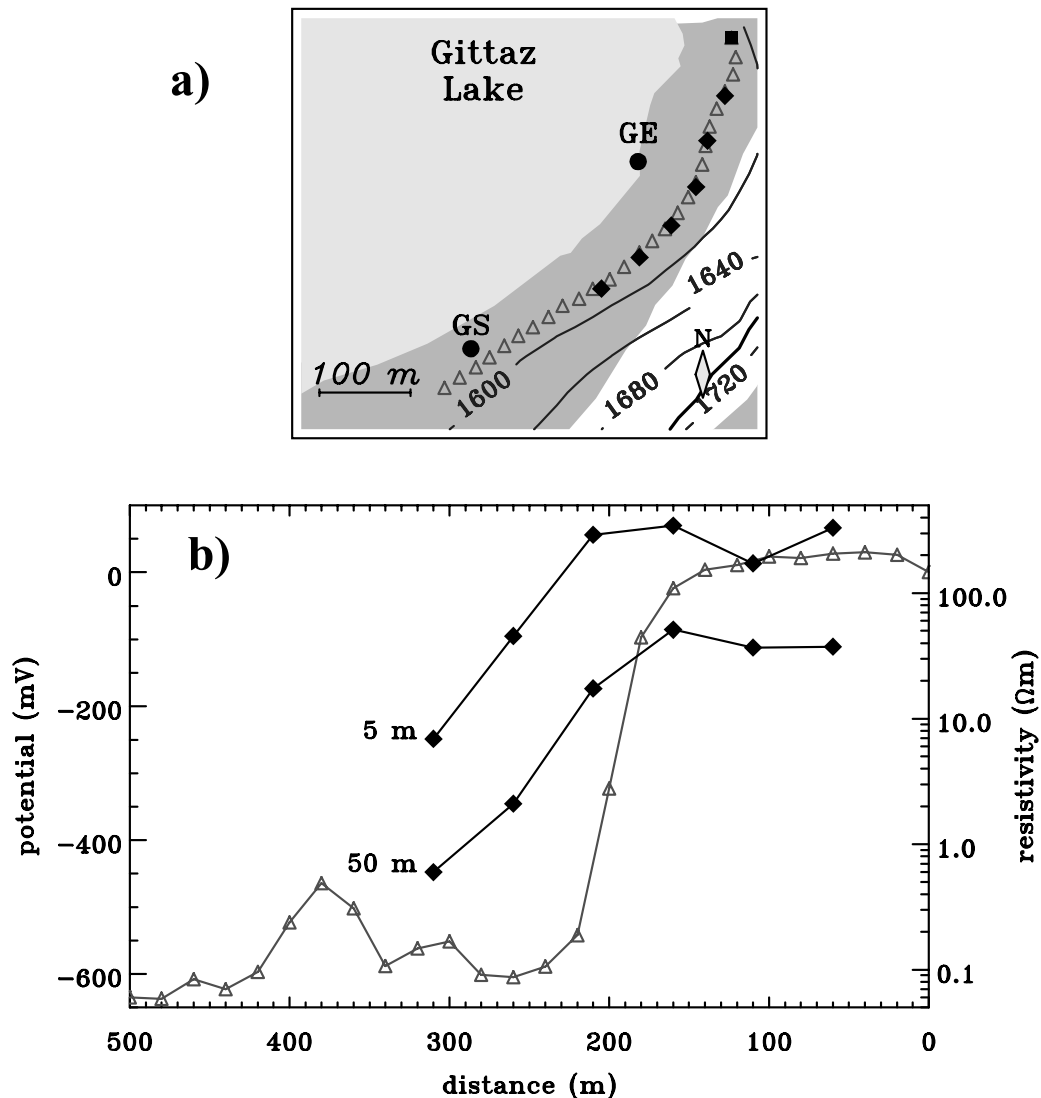 a)
Gittaz
Lake
GE
GS
100 m
1600
1640
1680
1720
N
b)
0
−200
−400
−600
potential (mV)
5 m
50 m
100.0
10.0
1.0
0.1
resistivity (Ωm)
500 400 300 200 100 0
distance (m)